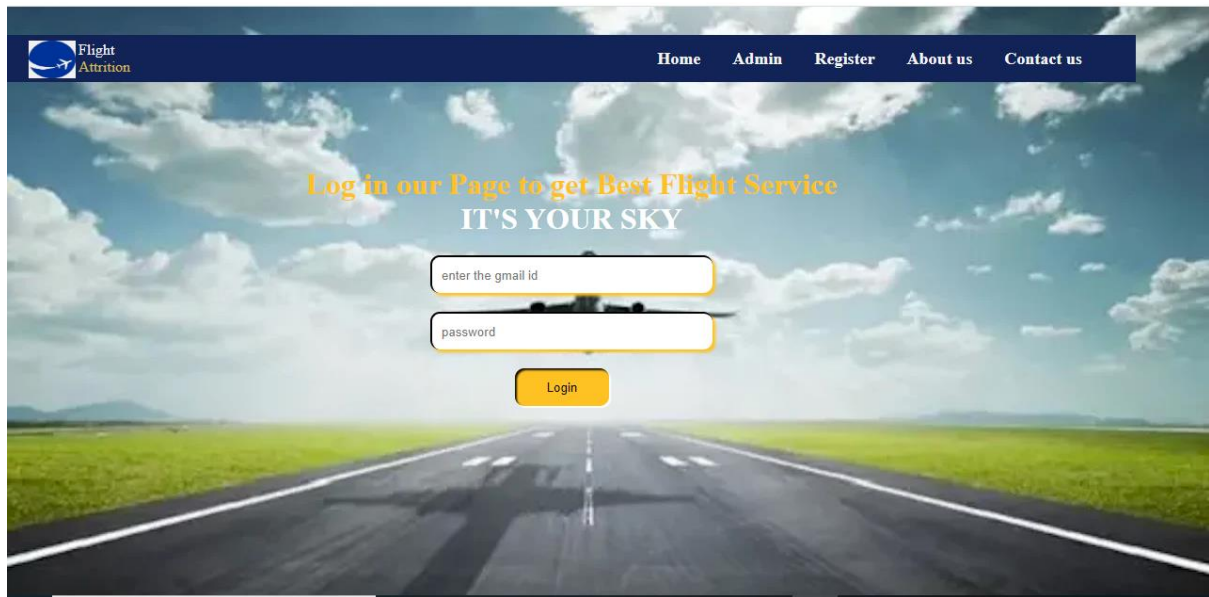 Flight
Attrition
Home Admin Register About us Contact us
Log in our Page to get Best Flight Service
IT'S YOUR SKY
enter the gmail id
password
Login